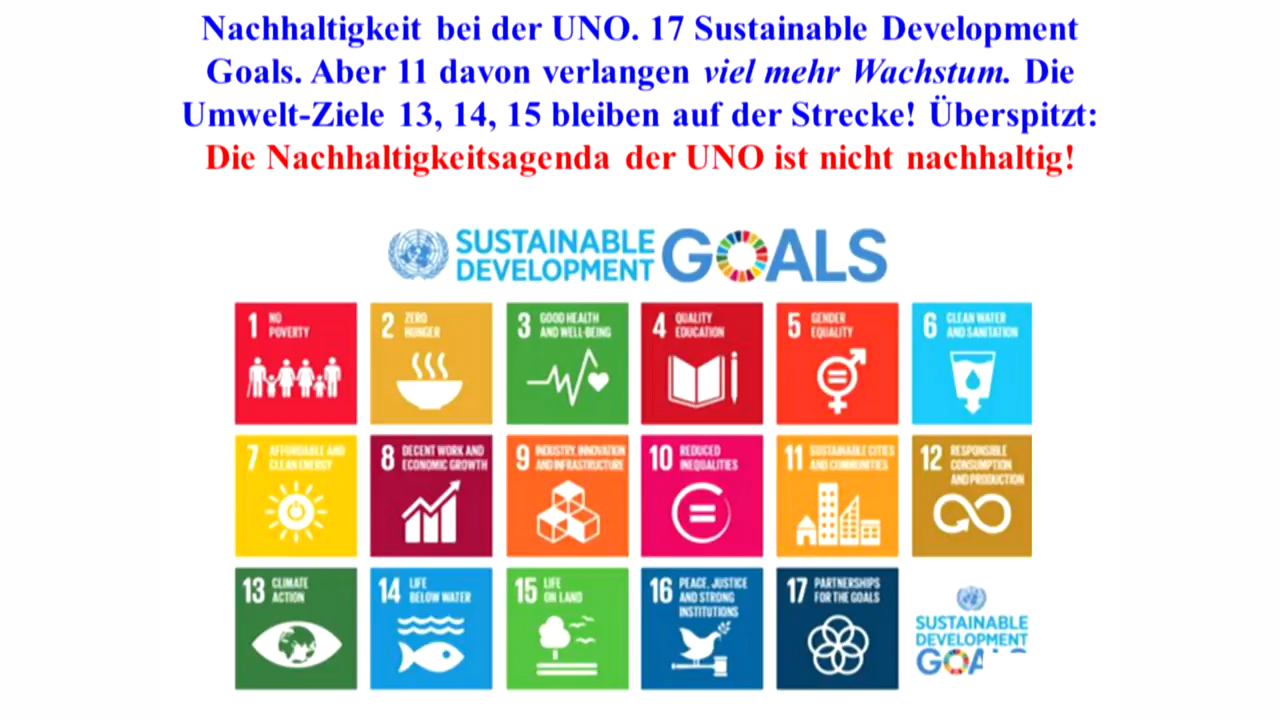 Nachhaltigkeit bei der UNO. 17 Sustainable Development
Goals. Aber 11 davon verlangen viel mehr Wachstum. Die
Umwelt-Ziele 13, 14, 15 bleiben auf der Strecke! Überspitzt:
Die Nachhaltigkeitsagenda der UNO ist nicht nachhaltig!
SUSTAINABLE
DEVELOPMENT
GOALS
1 NO
POVERTY
2 ZERO
HUNGER
3 GOOD HEALTH
AND WELL-BEING
4 QUALITY
EDUCATION
5 GENDER
EQUALITY
6 CLEAN WATER
AND SANITATION
7 AFFORDABLE AND
CLEAN ENERGY
8 DECENT WORK AND
ECONOMIC GROWTH
9 INDUSTRY, INNOVATION
AND INFRASTRUCTURE
10 REDUCED
INEQUALITIES
11 SUSTAINABLE CITIES
AND COMMUNITIES
12 RESPONSIBLE
CONSUMPTION
AND PRODUCTION
13 CLIMATE
ACTION
14 LIFE
BELOW WATER
15 LIFE
ON LAND
16 PEACE, JUSTICE
AND STRONG
INSTITUTIONS
17 PARTNERSHIPS
FOR THE GOALS
SUSTAINABLE
DEVELOPMENT